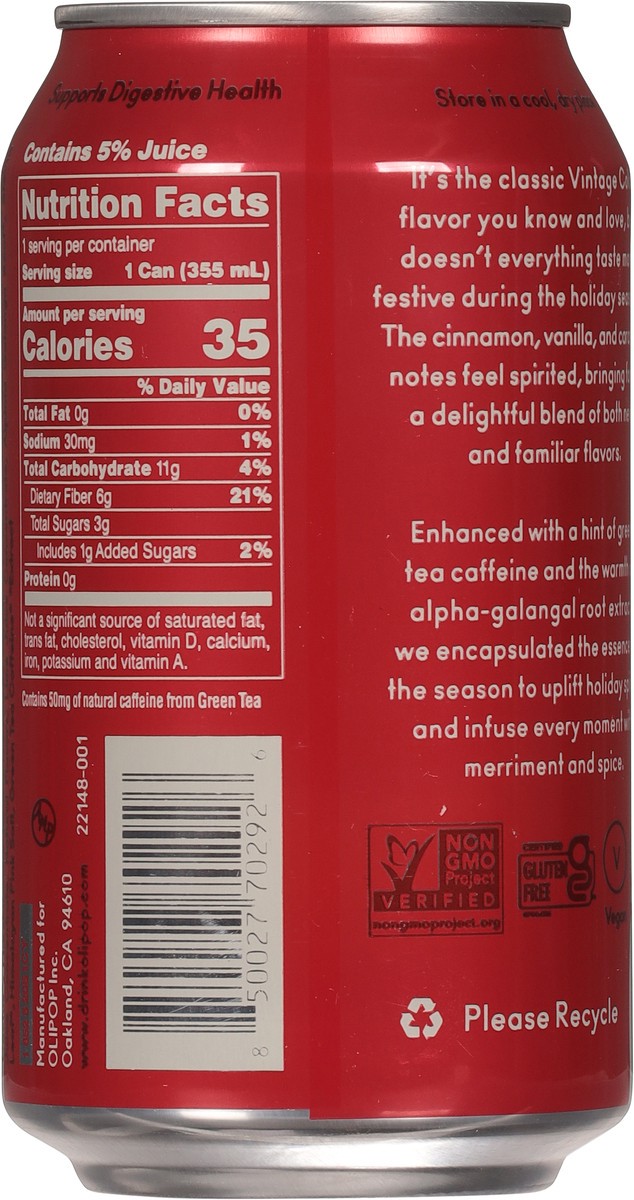 Supports Digestive Health
Contains 5% Juice
Nutrition Facts
1 serving per container
Serving size 1 Can (355 mL)
Amount per serving
Calories 35
% Daily Value
Total Fat 0g 0%
Sodium 30mg 1%
Total Carbohydrate 11g 4%
Dietary Fiber 6g 21%
Total Sugars 3g
Includes 1g Added Sugars 2%
Protein 0g
Not a significant source of saturated fat,
trans fat, cholesterol, vitamin D, calcium,
iron, potassium and vitamin A.
Contains 50mg of natural caffeine from Green Tea
22148-001
Manufactured for
OLIPOP Inc.
Oakland, CA 94610
www.drinkolipop.com
8 50027 70292 6
Store in a cool, dry place
It's the classic Vintage
flavor you know and love,
doesn't everything taste
festive during the holiday
The cinnamon, vanilla, and
notes feel spirited, bringing
a delightful blend of both
and familiar flavors.
Enhanced with a hint of
tea caffeine and the warmth
alpha-galangal root
we encapsulated the
the season to uplift holiday
and infuse every moment
merriment and spice.
NON
GMO
Project
VERIFIED
nongmoproject.org
CERTIFIED
GLUTEN
FREE
V
Vegan
Please Recycle